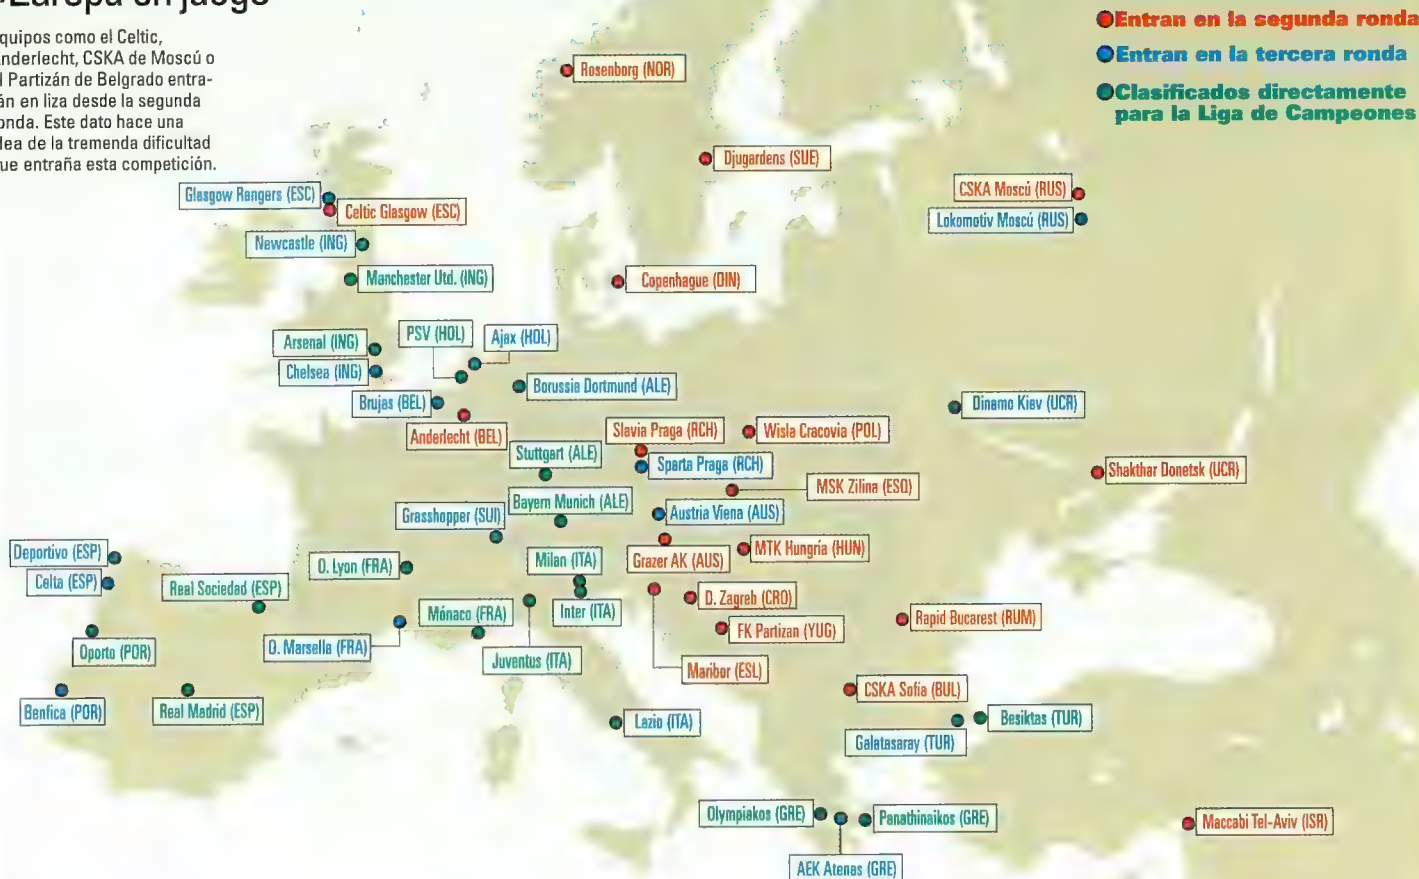 Europa en juego
quipos como el Celtic,
nderlecht, CSKA de Moscú o
l Partizán de Belgrado entra-
án en liza desde la segunda
onda. Este dato hace una
dea de la tremenda dificultad
ue entraña esta competición.
Entran en la segunda ronda
Entran en la tercera ronda
Clasificados directamente
para la Liga de Campeones
Rosenborg (NOR)
Djugardens (SUE)
CSKA Moscú (RUS)
Lokomotiv Moscú (RUS)
Glasgow Rangers (ESC)
Celtic Glasgow (ESC)
Newcastle (ING)
Manchester Utd. (ING)
Copenhague (DIN)
Arsenal (ING)
PSV (HOL)
Ajax (HOL)
Chelsea (ING)
Borussia Dortmund (ALE)
Brujas (BEL)
Dinamo Kiev (UCR)
Anderlecht (BEL)
Slavia Praga (RCH)
Wisla Cracovia (POL)
Stuttgart (ALE)
Sparta Praga (RCH)
Shakthar Donetsk (UCR)
MSK Zilina (ESQ)
Bayern Munich (ALE)
Grasshopper (SUI)
Austria Viena (AUS)
Deportivo (ESP)
O. Lyon (FRA)
Milan (ITA)
Grazer AK (AUS)
MTK Hungría (HUN)
Celta (ESP)
Real Sociedad (ESP)
Mónaco (FRA)
Inter (ITA)
D. Zagreb (CRO)
Rapid Bucarest (RUM)
FK Partizan (YUG)
Oporto (POR)
O. Marsella (FRA)
Juventus (ITA)
Maribor (ESL)
CSKA Sofia (BUL)
Benfica (POR)
Real Madrid (ESP)
Lazio (ITA)
Besiktas (TUR)
Galatasaray (TUR)
Olympiakos (GRE)
Panathinaikos (GRE)
Maccabi Tel-Aviv (ISR)
AEK Atenas (GRE)